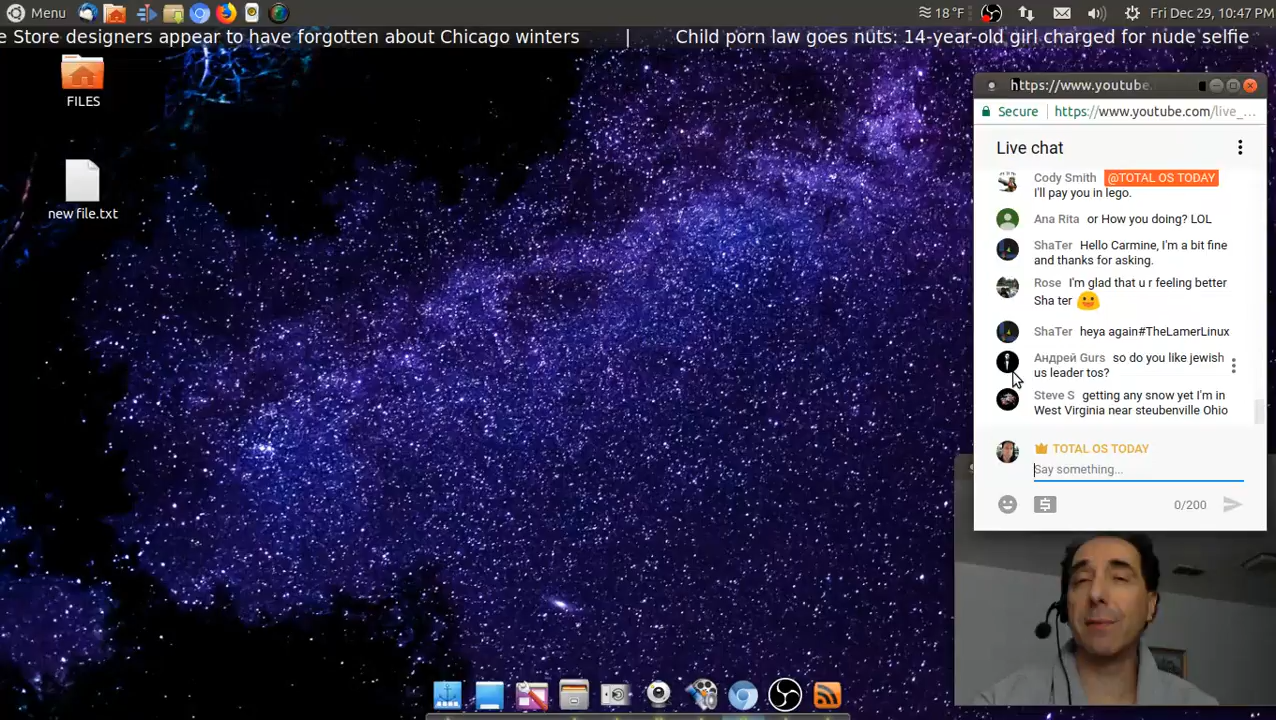 Menu
18 °F
Fri Dec 29, 10:47 PM
e Store designers appear to have forgotten about Chicago winters | Child porn law goes nuts: 14-year-old girl charged for nude selfie
FILES
new file.txt
https://www.youtube.
Secure https://www.youtube.com/live_...
Live chat
Cody Smith @TOTAL OS TODAY
I'll pay you in lego.
Ana Rita or How you doing? LOL
ShaTer Hello Carmine, I'm a bit fine
and thanks for asking.
Rose I'm glad that u r feeling better
Sha ter
ShaTer heya again#TheLamerLinux
Андрей Gurs so do you like jewish
us leader tos?
Steve S getting any snow yet I'm in
West Virginia near steubenville Ohio
TOTAL OS TODAY
Say something...
0/200